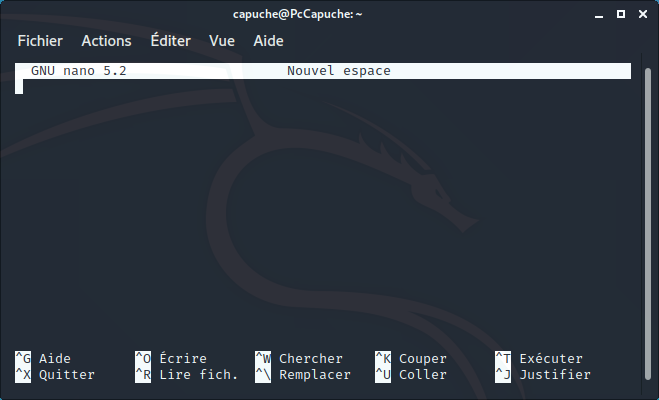 capuche@PcCapuche: ~
Fichier Actions Éditer Vue Aide
GNU nano 5.2 Nouvel espace
^G Aide ^O Écrire ^W Chercher ^K Couper ^T Exécuter
^X Quitter ^R Lire fich. ^\ Remplacer ^U Coller ^J Justifier